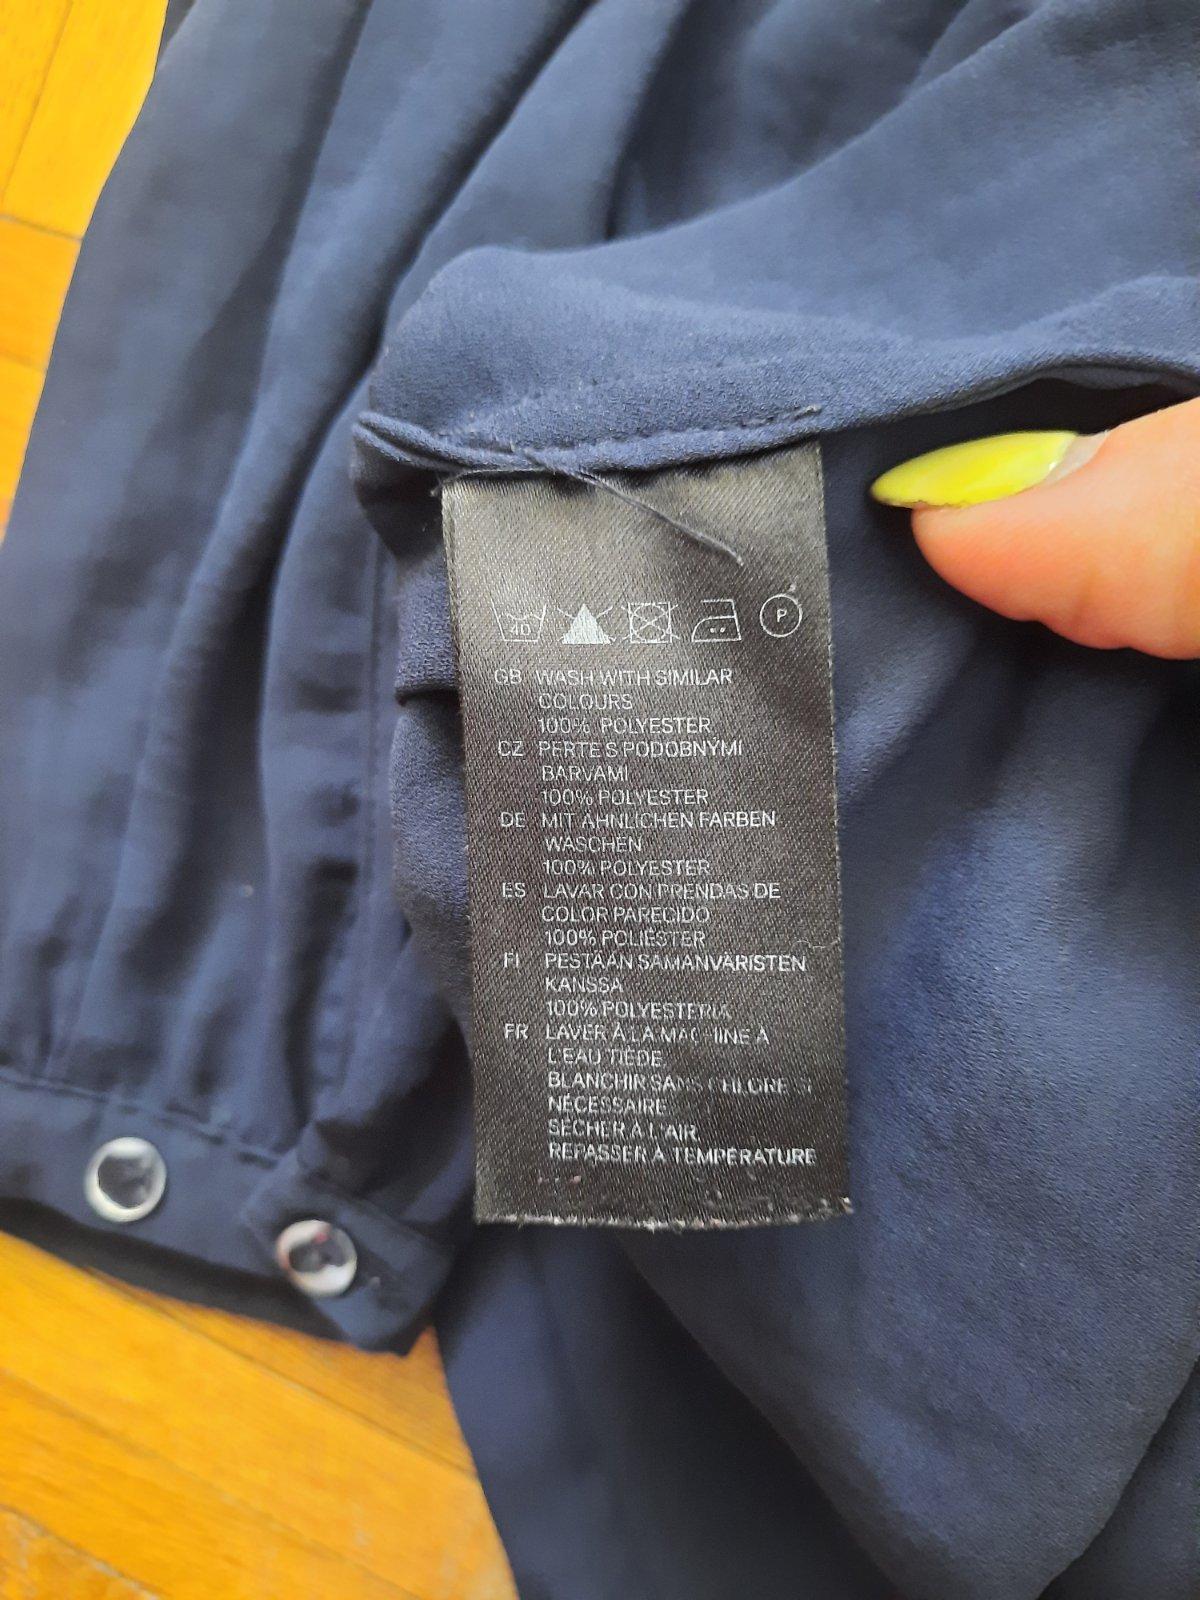 40 P
GB WASH WITH SIMILAR
COLOURS
100% POLYESTER
CZ PERTE S PODOBNÝMI
BARVAMI
100% POLYESTER
DE MIT ÄHNLICHEN FARBEN
WASCHEN
100% POLYESTER
ES LAVAR CON PRENDAS DE
COLOR PARECIDO
100% POLIÉSTER
FI PESTÄÄN SAMANVÄRISTEN
KANSSA
100% POLYESTERIÄ
FR LAVER À LA MACHINE À
L'EAU TIÈDE
BLANCHIR SANS CHLORE SI
NÉCESSAIRE
SÉCHER À L'AIR
REPASSER À TEMPÉRATURE